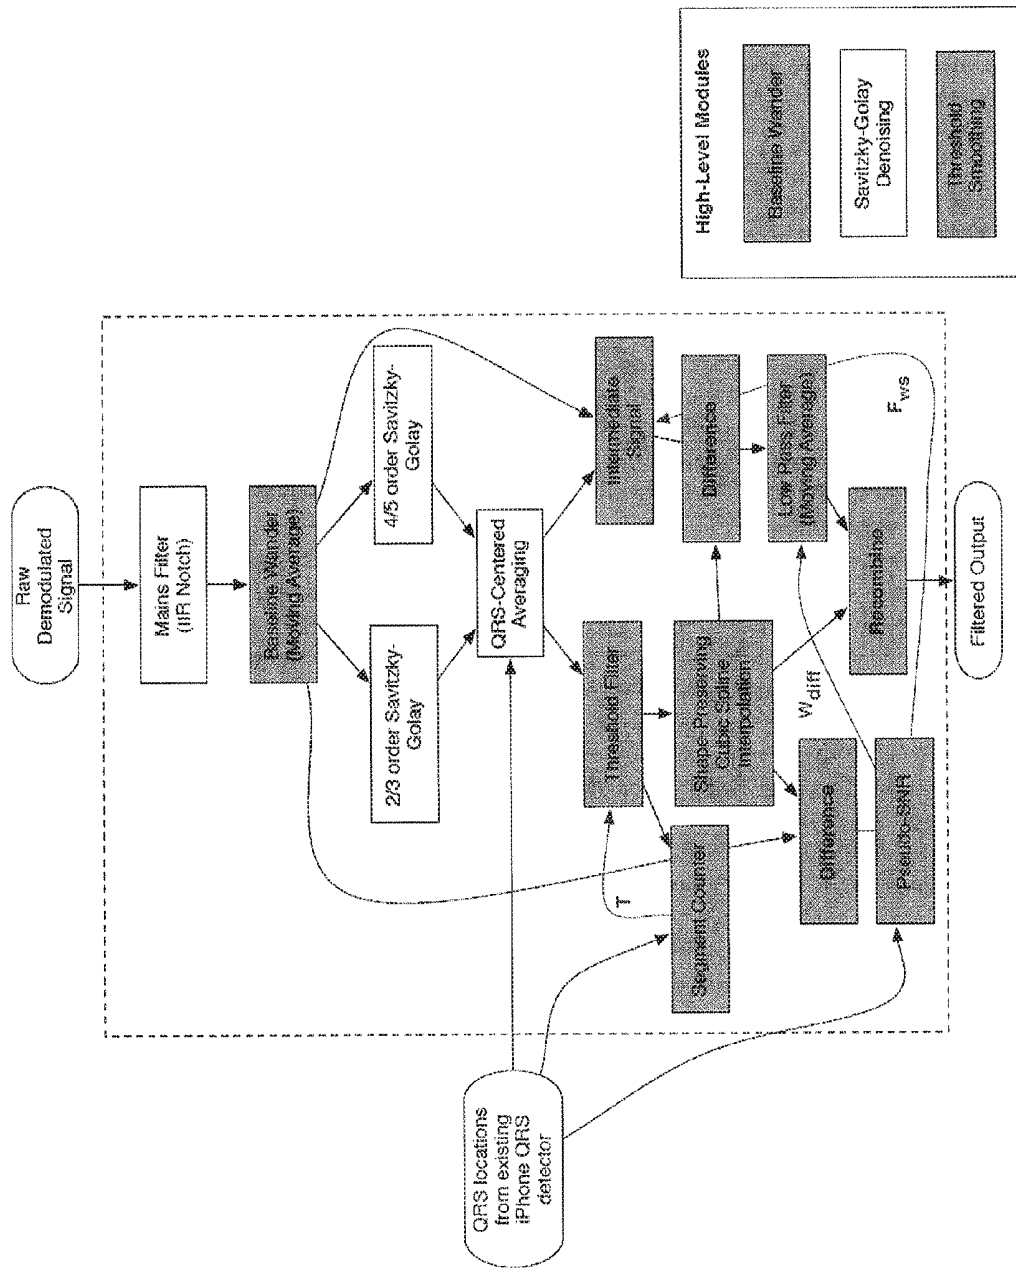 Raw
Demodulated
Signal
Mains Filter
(IIR Notch)
Baseline Wander
(Moving Average)
2/3 order Savitzky-
Golay
4/5 order Savitzky-
Golay
QRS-Centered
Averaging
QRS locations
from existing
iPhone QRS
detector
Threshold Filter
Intermediate
Signal
T
Segment Counter
Shape-Preserving
Cubic Spline
Interpolation
Difference
Low Pass Filter
(Moving Average)
Difference
Wdiff
Pseudo-SNR
Recombine
Fws
Filtered Output
High-Level Modules
Baseline Wander
Savitzky-Golay
Denoising
Threshold
Smoothing